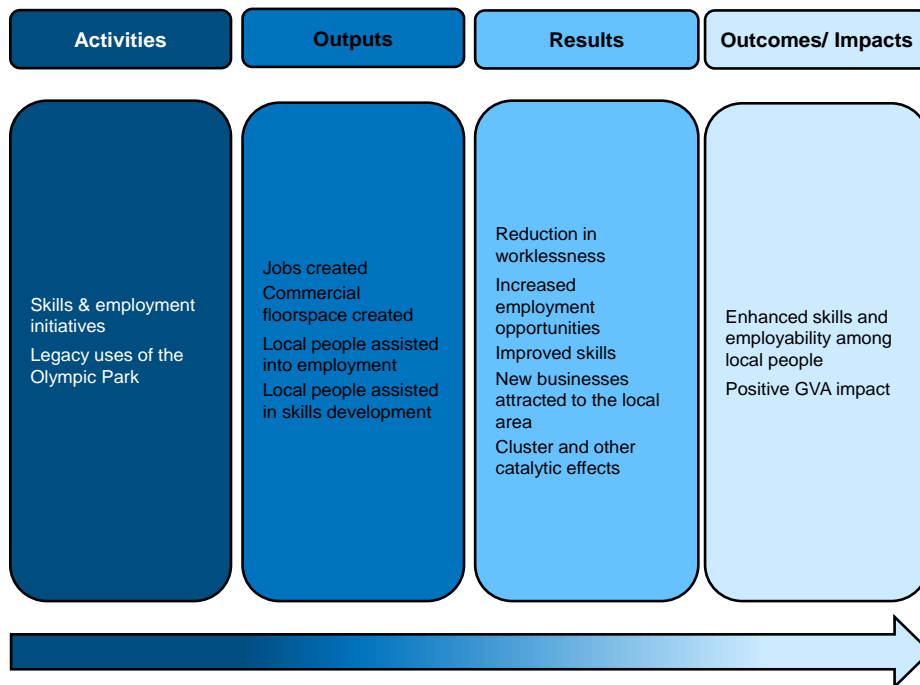 Activities
Outputs
Results
Outcomes/ Impacts
Skills & employment
initiatives
Legacy uses of the
Olympic Park
Jobs created
Commercial
floorspace created
Local people assisted
into employment
Local people assisted
in skills development
Reduction in
worklessness
Increased
employment
opportunities
Improved skills
New businesses
attracted to the local
area
Cluster and other
catalytic effects
Enhanced skills and
employability among
local people
Positive GVA impact